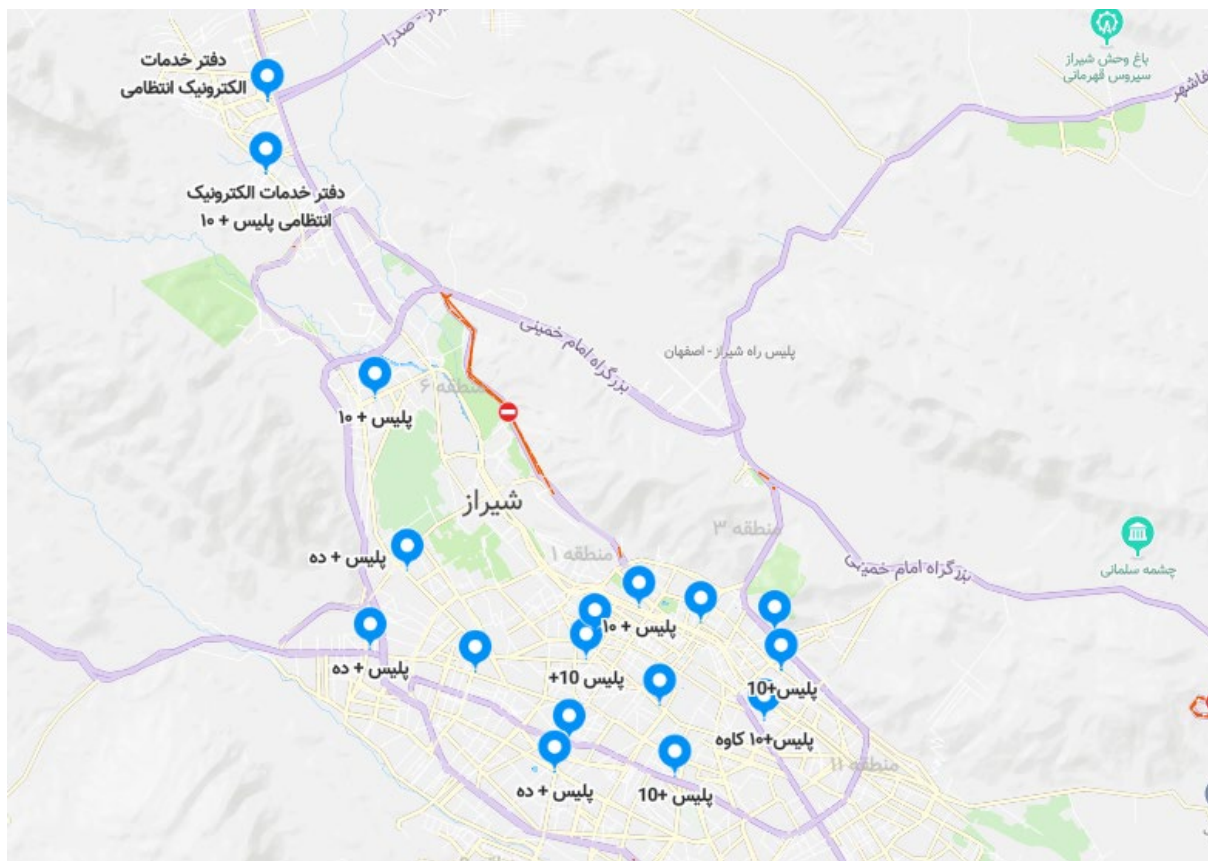 از - صدرا
باغ وحش شیراز
سیروس قهرمانی
فاشهر
دفتر خدمات
الکترونیک انتظامی
دفتر خدمات الکترونیک
انتظامی پلیس + ۱۰
بزرگراه امام خمینی
پلیس راه شیراز - اصفهان
منطقه ۶
پلیس + ۱۰
شیراز
منطقه ۳
منطقه ۱
پلیس + ده
بزرگراه امام خمینی
چشمه سلمانی
پلیس + ۱۰
پلیس + ده
پلیس 10+
پلیس+10
پلیس+۱۰ کاوه
منطقه ۱۱
پلیس + ده
پلیس +10